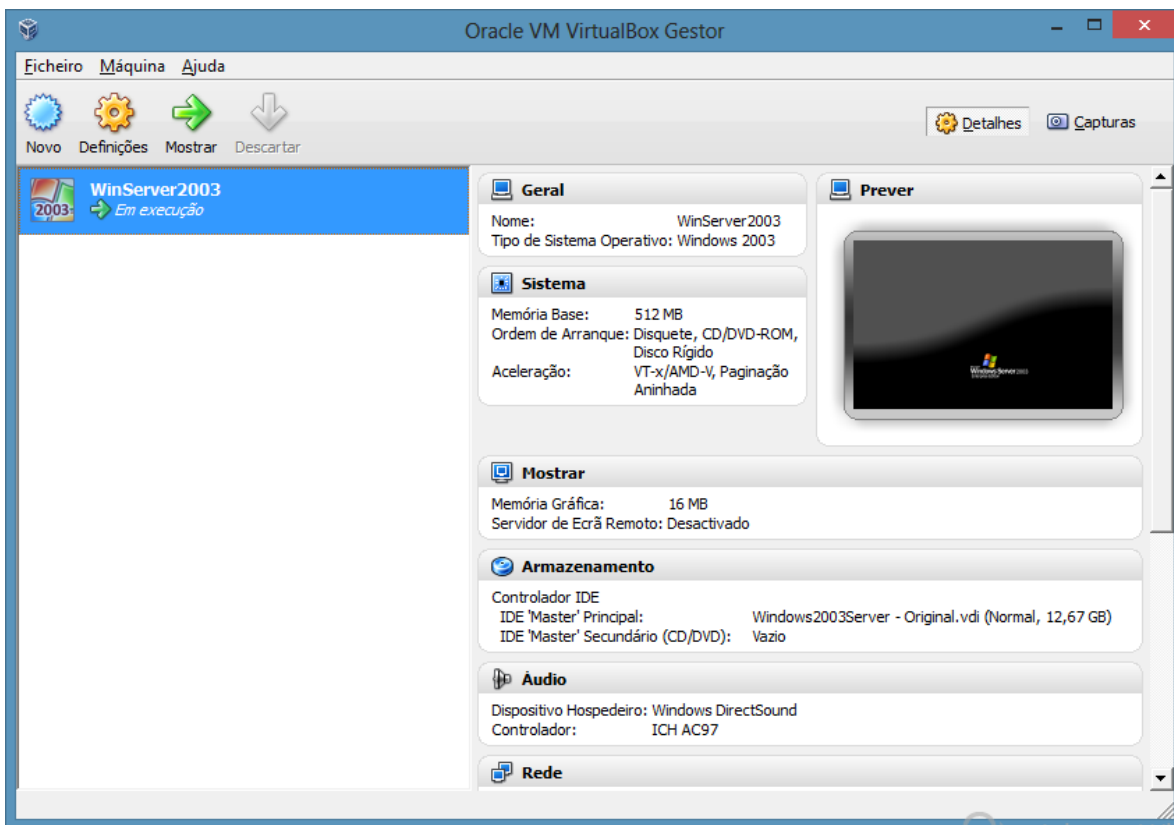 Oracle VM VirtualBox Gestor
Ficheiro Máquina Ajuda
Novo Definições Mostrar Descartar
Detalhes Capturas
2003
WinServer2003
Em execução
Geral
Nome: WinServer2003
Tipo de Sistema Operativo: Windows 2003
Sistema
Memória Base: 512 MB
Ordem de Arranque: Disquete, CD/DVD-ROM,
Disco Rígido
Aceleração: VT-x/AMD-V, Paginação
Aninhada
Prever
Windows Server 2003
Mostrar
Memória Gráfica: 16 MB
Servidor de Ecrã Remoto: Desactivado
Armazenamento
Controlador IDE
IDE 'Master' Principal: Windows2003Server - Original.vdi (Normal, 12,67 GB)
IDE 'Master' Secundário (CD/DVD): Vazio
Áudio
Dispositivo Hospedeiro: Windows DirectSound
Controlador: ICH AC97
Rede